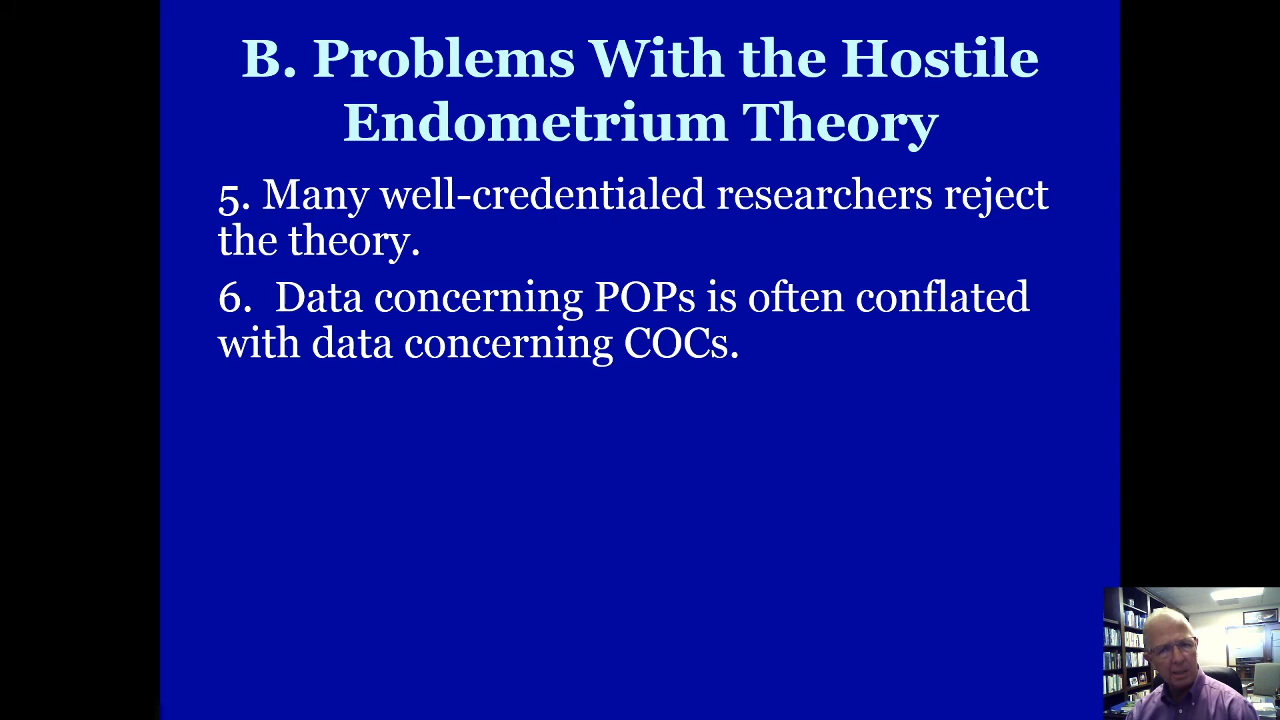 B. Problems With the Hostile
Endometrium Theory
5. Many well-credentialed researchers reject
the theory.
6.  Data concerning POPs is often conflated
with data concerning COCs.